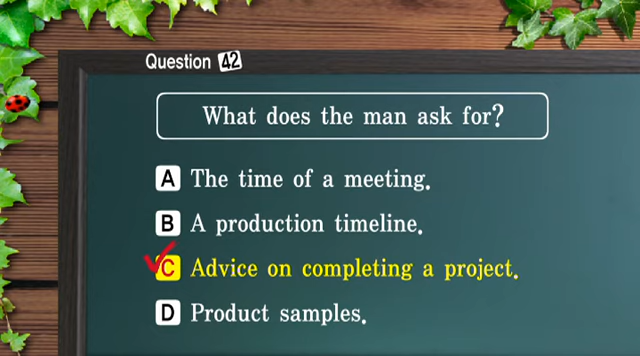 Question 42
What does the man ask for?
A The time of a meeting.
B A production timeline.
C Advice on completing a project.
D Product samples.